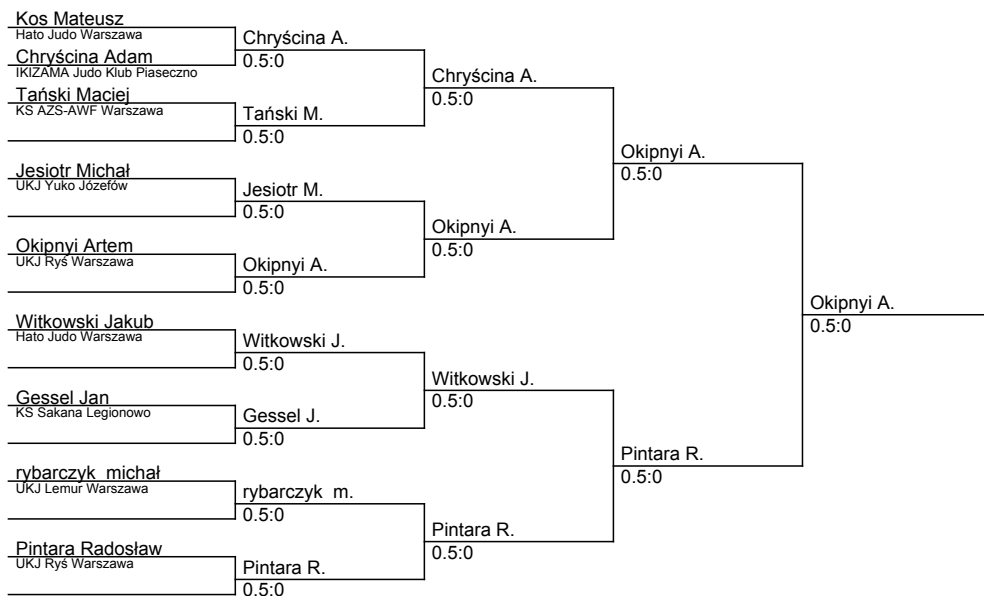 Kos Mateusz
Hato Judo Warszawa
Chryścina A.
0.5:0
Chryścina Adam
IKIZAMA Judo Klub Piaseczno
Chryścina A.
0.5:0
Tański Maciej
KS AZS-AWF Warszawa
Tański M.
0.5:0
Okipnyi A.
0.5:0
Jesiotr Michał
UKJ Yuko Józefów
Jesiotr M.
0.5:0
Okipnyi A.
0.5:0
Okipnyi Artem
UKJ Ryś Warszawa
Okipnyi A.
0.5:0
Okipnyi A.
0.5:0
Witkowski Jakub
Hato Judo Warszawa
Witkowski J.
0.5:0
Witkowski J.
0.5:0
Gessel Jan
KS Sakana Legionowo
Gessel J.
0.5:0
Pintara R.
0.5:0
rybarczyk  michał
UKJ Lemur Warszawa
rybarczyk  m.
0.5:0
Pintara R.
0.5:0
Pintara Radosław
UKJ Ryś Warszawa
Pintara R.
0.5:0